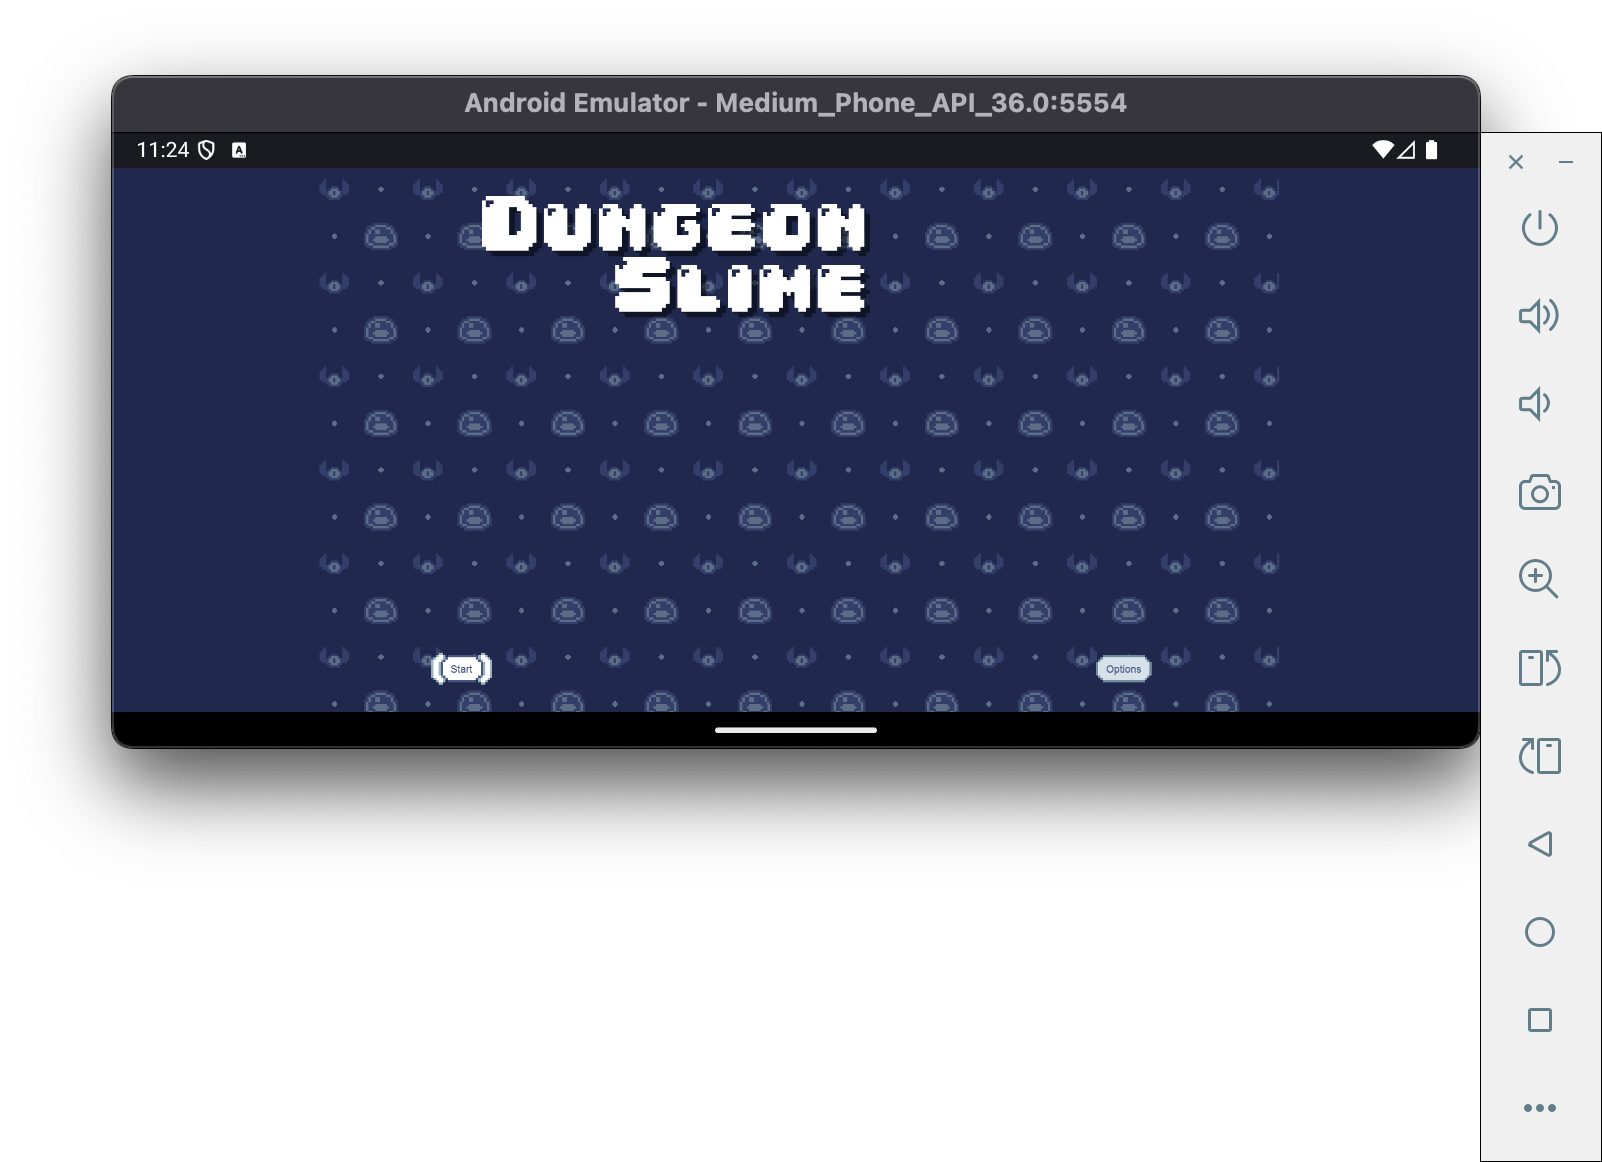 Android Emulator - Medium_Phone_API_36.0:5554
11:24
A
DUNGEON
SLIME
Start
Options